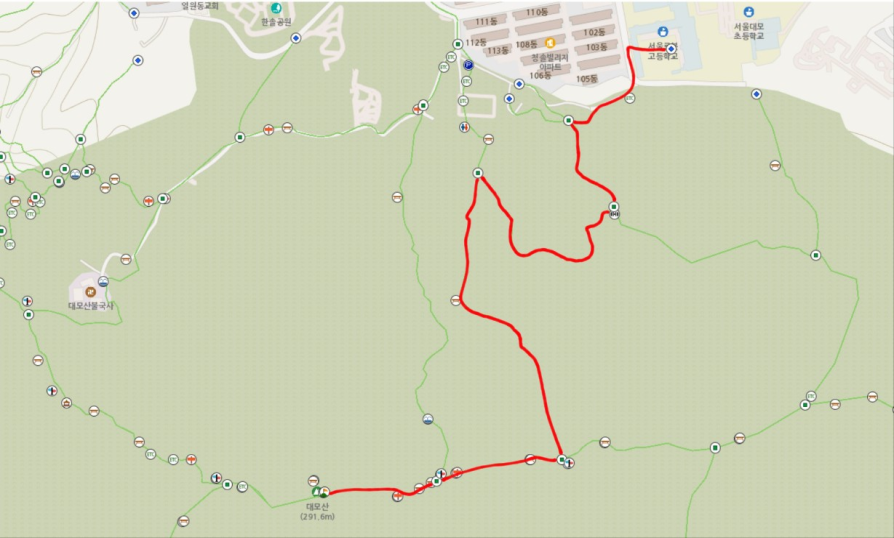 열원동교회
한솔공원
110동
111동
112동
113동
108동
102동
103동
청솔빌리지
아파트
106동
105동
서울로봇
고등학교
서울대모
초등학교
대모산불국사
대모산
(291.6m)